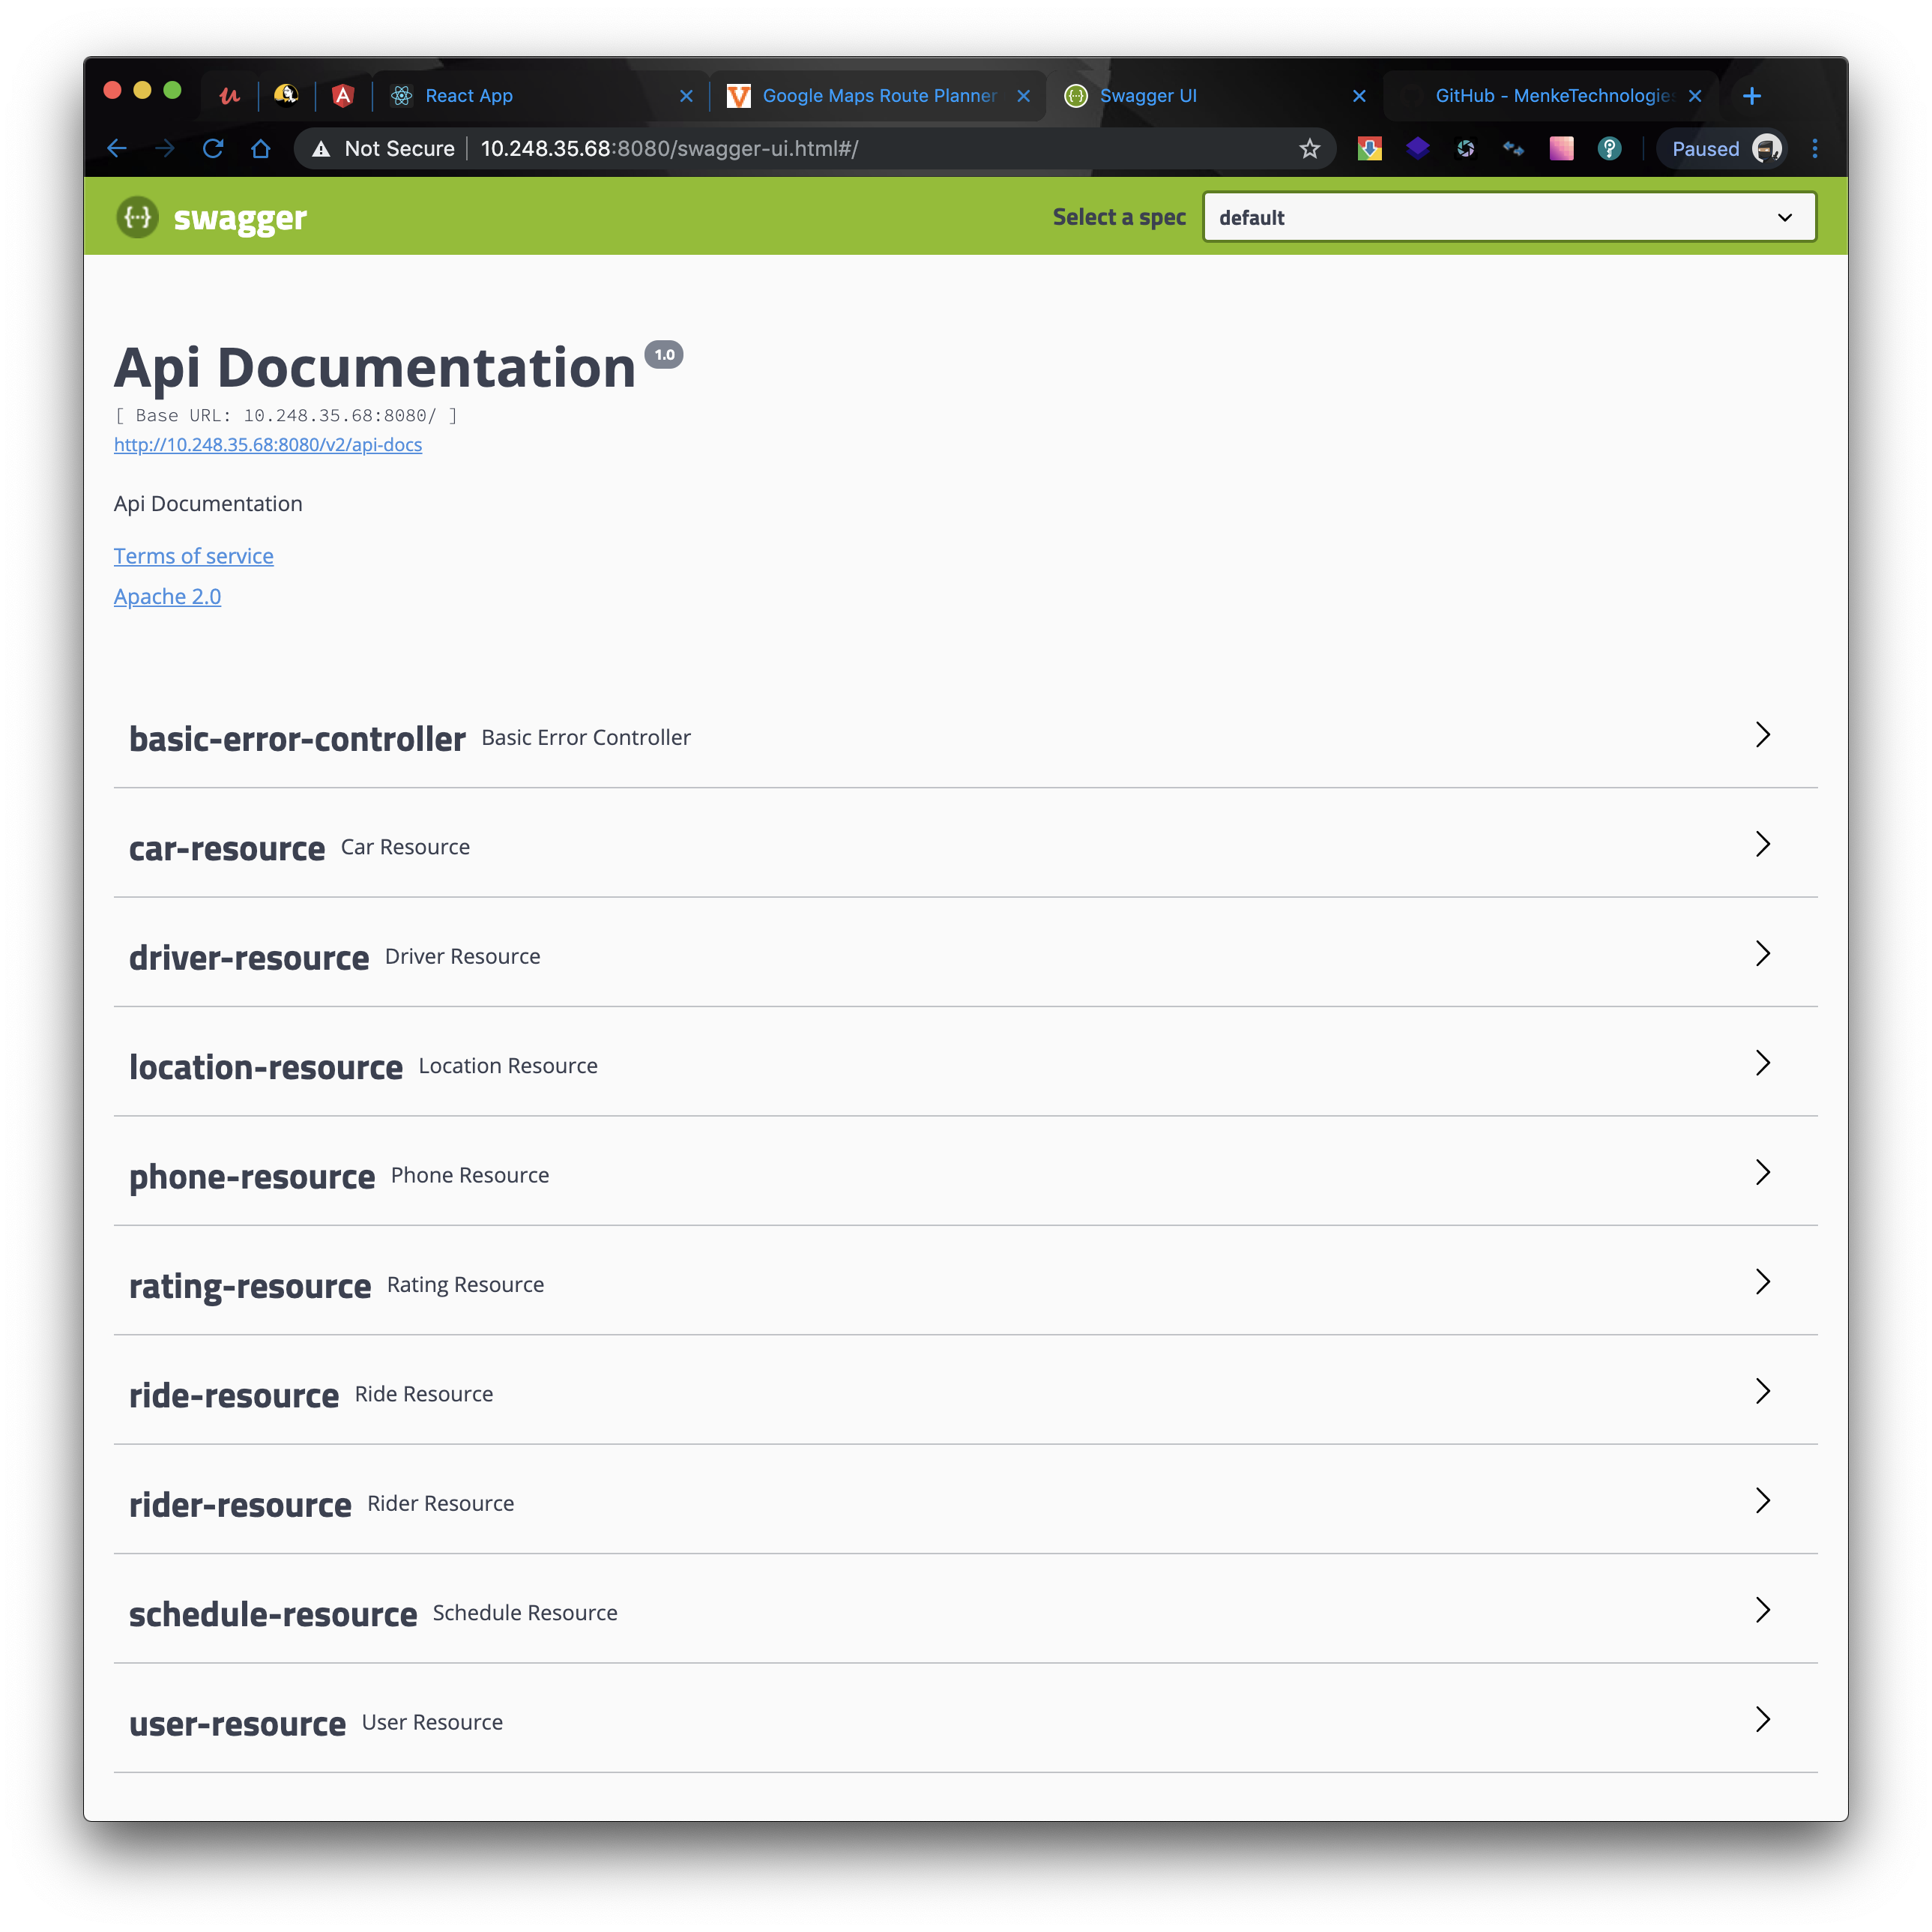 React App
Google Maps Route Planner
Swagger UI
GitHub - MenkeTechnologies
Not Secure
10.248.35.68:8080/swagger-ui.html#/
Paused
swagger
Select a spec
default
Api Documentation 1.0
[ Base URL: 10.248.35.68:8080/ ]
http://10.248.35.68:8080/v2/api-docs
Api Documentation
Terms of service
Apache 2.0
basic-error-controller Basic Error Controller
car-resource Car Resource
driver-resource Driver Resource
location-resource Location Resource
phone-resource Phone Resource
rating-resource Rating Resource
ride-resource Ride Resource
rider-resource Rider Resource
schedule-resource Schedule Resource
user-resource User Resource